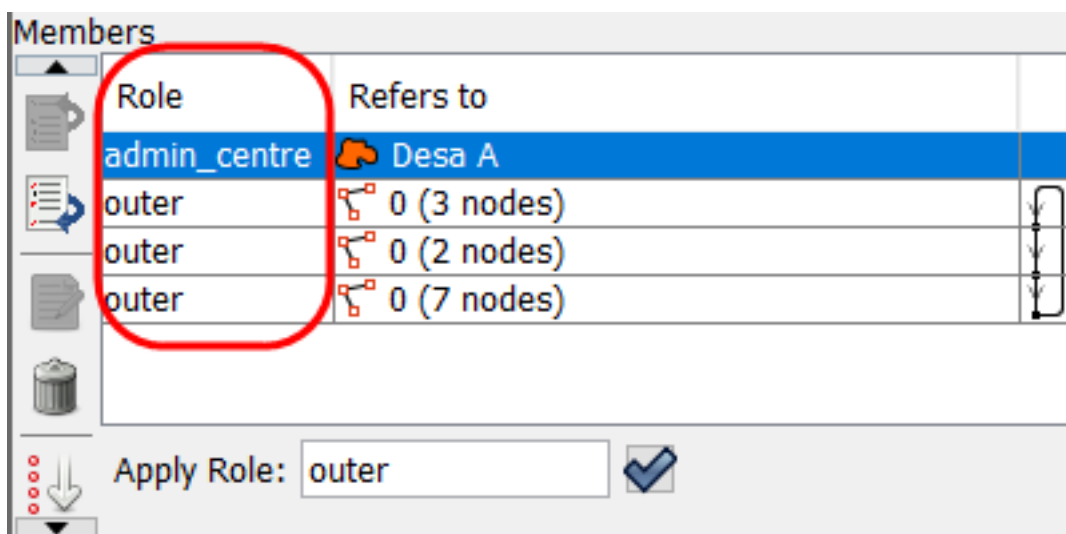 Members
Role Refers to
admin_centre Desa A
outer 0 (3 nodes)
outer 0 (2 nodes)
outer 0 (7 nodes)
Apply Role: outer